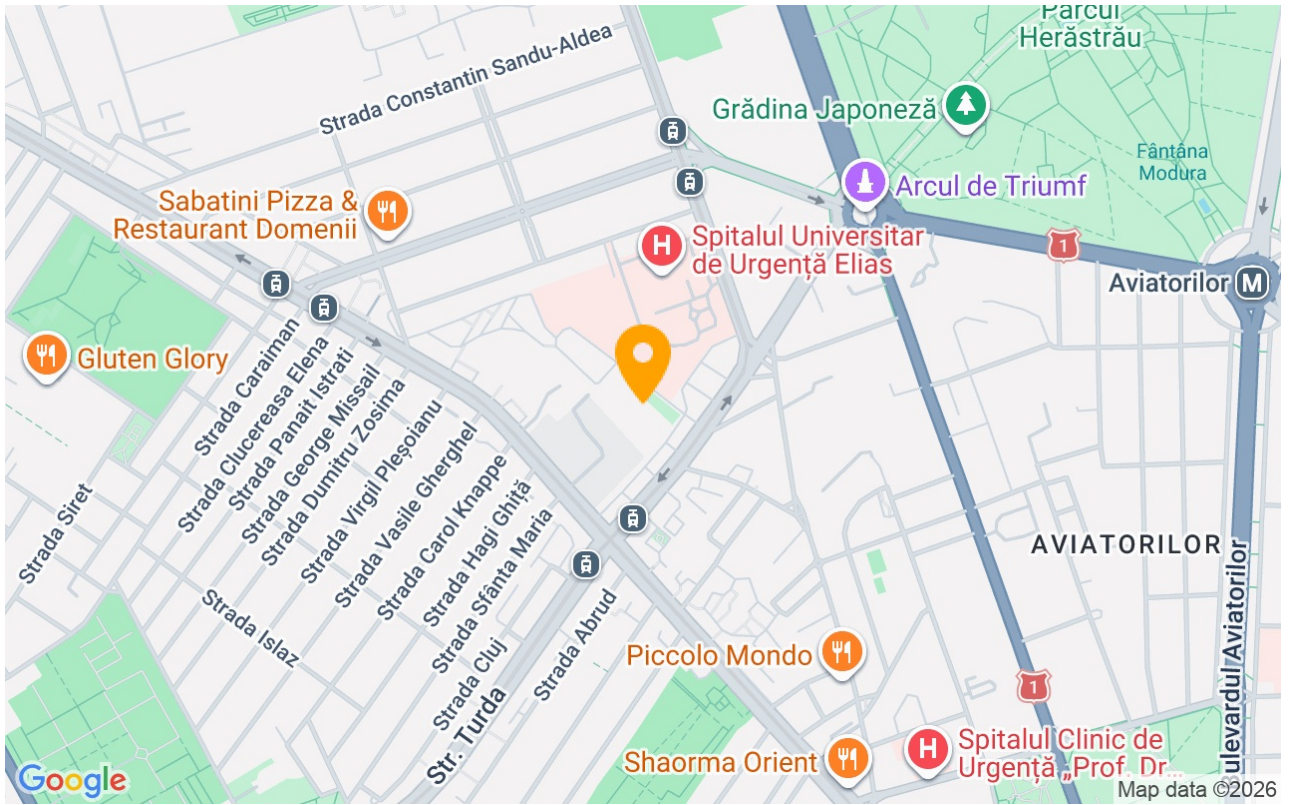 Parcul
Herăstrău
Strada Constantin Sandu-Aldea
Grădina Japoneză
Fântâna
Modura
Arcul de Triumf
Sabatini Pizza &
Restaurant Domenii
H
Spitalul Universitar
de Urgență Elias
1
Aviatorilor
M
Gluten Glory
Strada Caraiman
Strada Clucereasa Elena
Strada Panait Istrati
Strada George Missail
Strada Dumitru Zosima
Strada Virgil Pleșoianu
Strada Vasile Gherghel
Strada Carol Knappe
Strada Hagi Ghiță
Strada Sfânta Maria
Strada Cluj
Str. Turda
Strada Abrud
Strada Siret
Strada Islaz
AVIATORILOR
Bulevardul Aviatorilor
Piccolo Mondo
1
Shaorma Orient
H
Spitalul Clinic de
Urgență „Prof. Dr...
Google
Map data ©2026